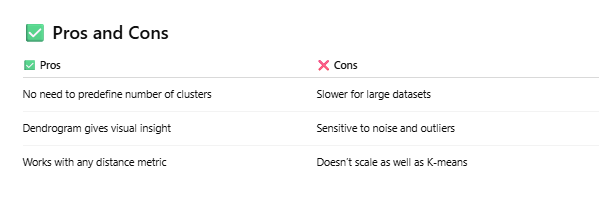 ✅ Pros and Cons
✅ Pros ❌ Cons
No need to predefine number of clusters Slower for large datasets
Dendrogram gives visual insight Sensitive to noise and outliers
Works with any distance metric Doesn't scale as well as K-means